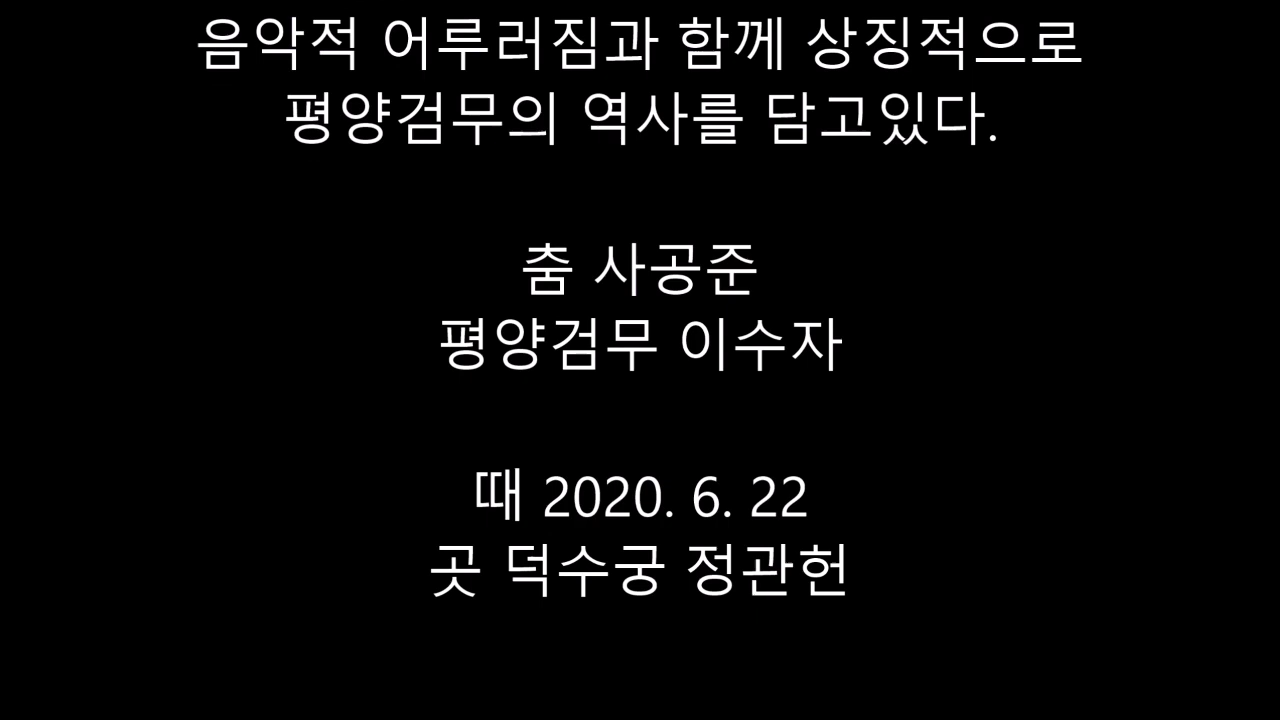 음악적 어루러짐과 함께 상징적으로
평양검무의 역사를 담고있다.
춤 사공준
평양검무 이수자
때 2020. 6. 22
곳 덕수궁 정관헌